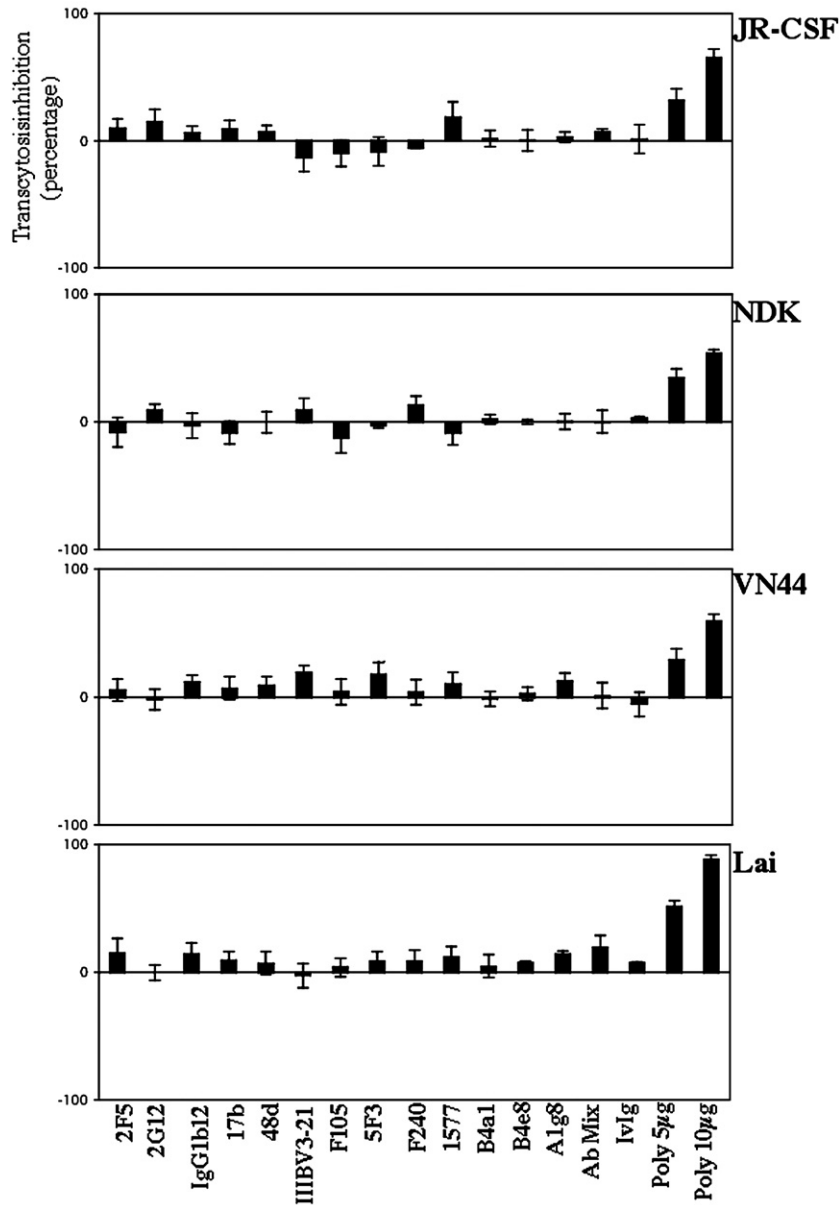 Transcytosisinhibition
(percentage)
100
0
-100
JR-CSF
100
0
-100
NDK
100
0
-100
VN44
100
0
-100
Lai
2F5
2G12
IgG1b12
17b
48d
IIIBV3-21
F105
5F3
F240
1577
B4a1
B4e8
A1g8
Ab Mix
IvIg
Poly 5µg
Poly 10µg